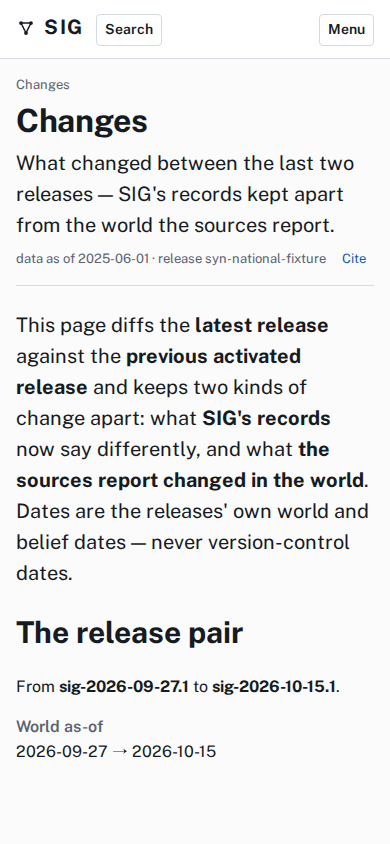 SIG Search Menu
Changes
Changes
What changed between the last two
releases — SIG's records kept apart
from the world the sources report.
data as of 2025-06-01 · release syn-national-fixture Cite
This page diffs the latest release
against the previous activated
release and keeps two kinds of
change apart: what SIG's records
now say differently, and what the
sources report changed in the world.
Dates are the releases' own world and
belief dates — never version-control
dates.
The release pair
From sig-2026-09-27.1 to sig-2026-10-15.1.
World as-of
2026-09-27 → 2026-10-15